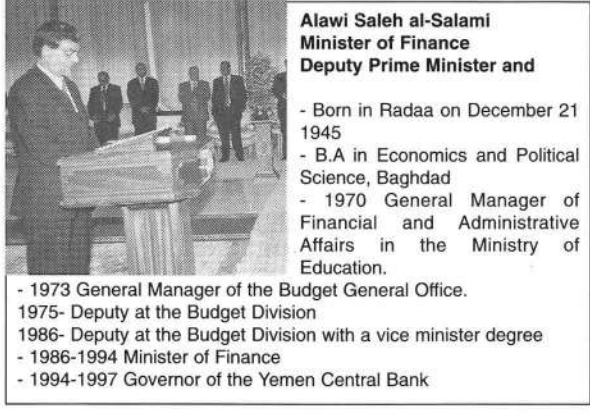 Alawi Saleh al-Salami
Minister of Finance
Deputy Prime Minister and
- Born in Radaa on December 21
1945
- B.A in Economics and Political
Science, Baghdad
- 1970 General Manager of
Financial and Administrative
Affairs in the Ministry of
Education.
- 1973 General Manager of the Budget General Office.
1975- Deputy at the Budget Division
1986- Deputy at the Budget Division with a vice minister degree
- 1986-1994 Minister of Finance
- 1994-1997 Governor of the Yemen Central Bank